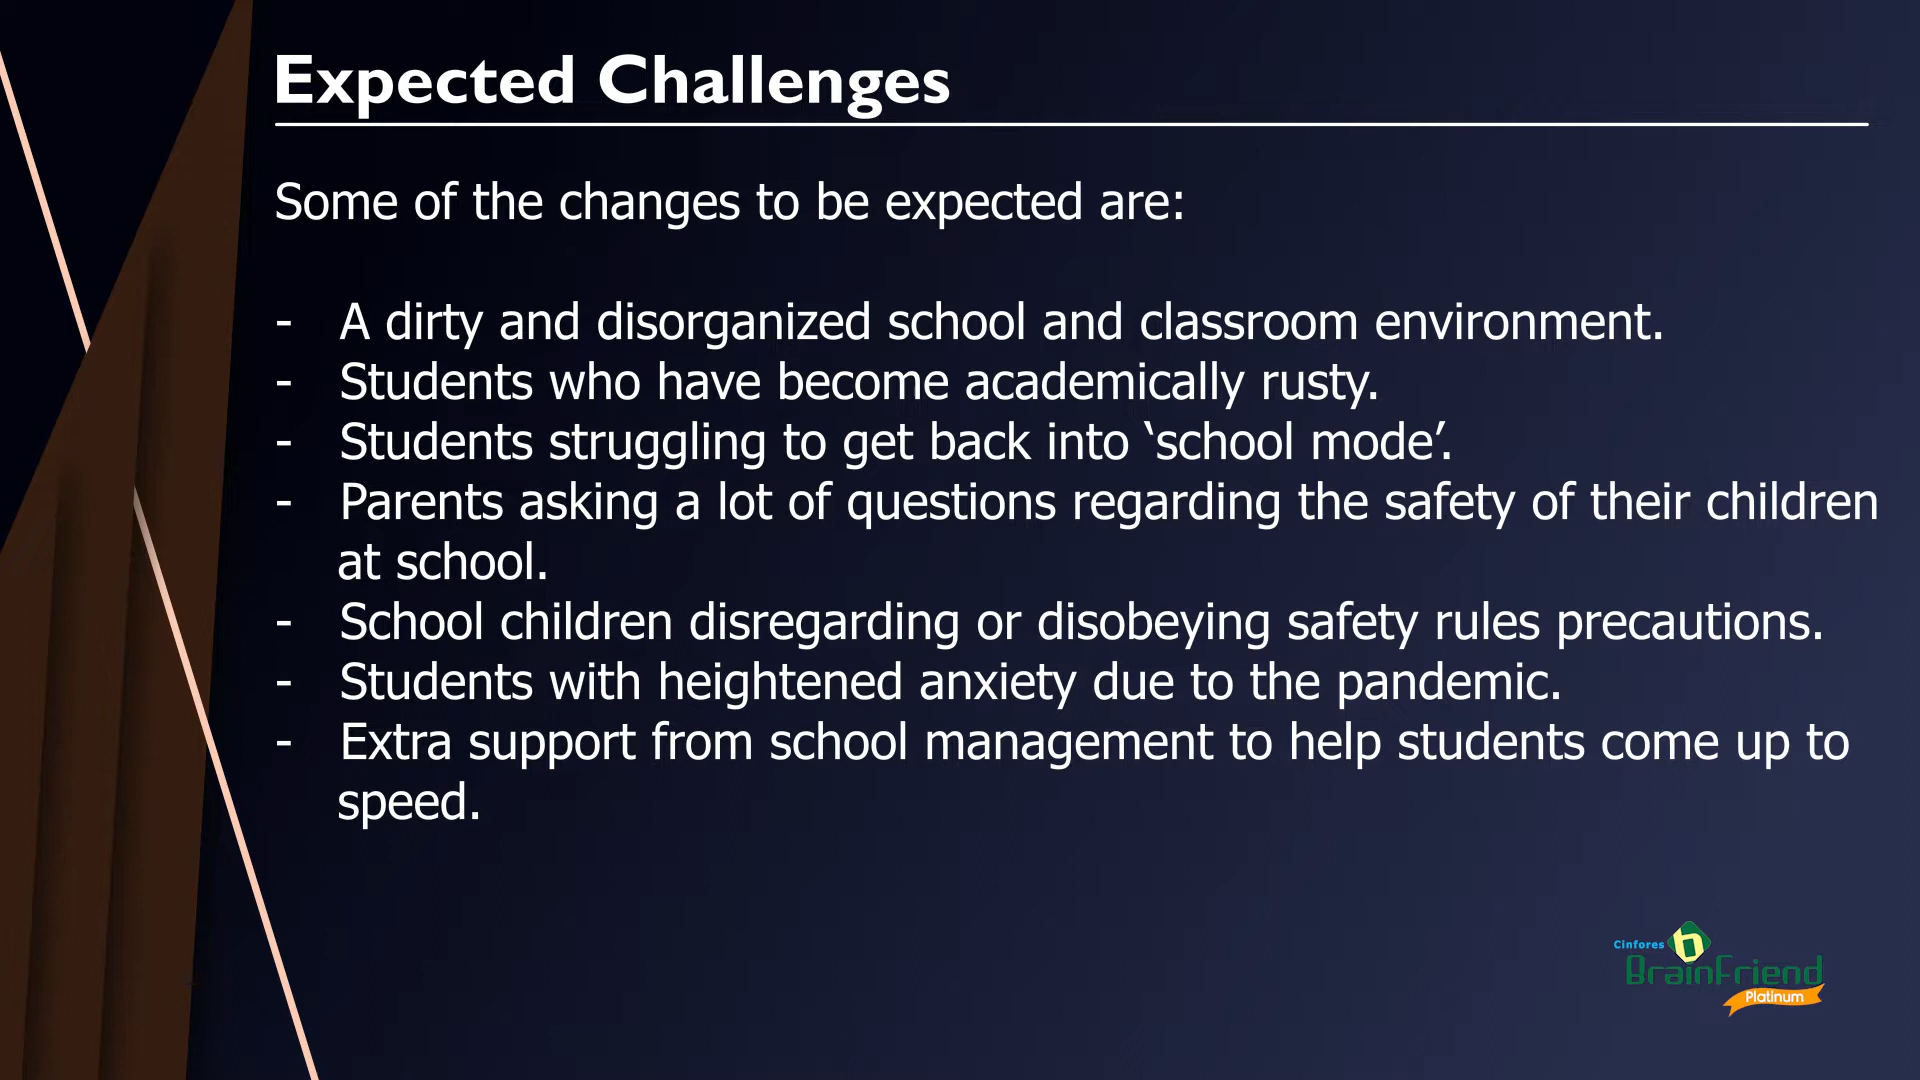 Expected Challenges
Some of the changes to be expected are:
- A dirty and disorganized school and classroom environment.
- Students who have become academically rusty.
- Students struggling to get back into ‘school mode’.
- Parents asking a lot of questions regarding the safety of their children
at school.
- School children disregarding or disobeying safety rules precautions.
- Students with heightened anxiety due to the pandemic.
- Extra support from school management to help students come up to
speed.
Cinfores
BrainFriend
Platinum